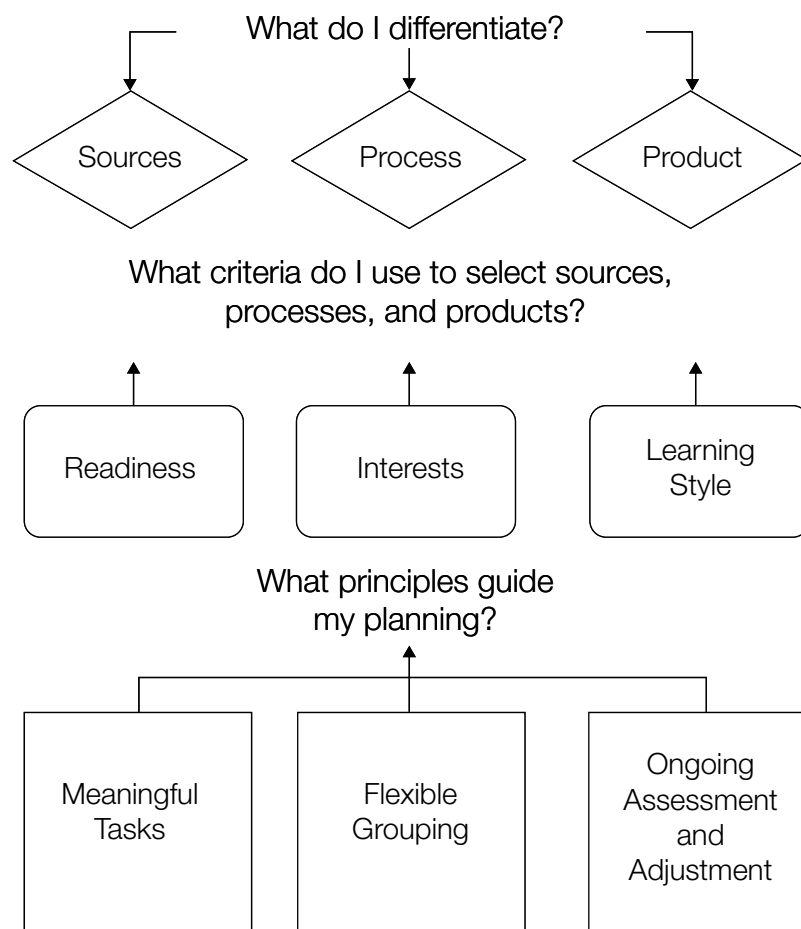 What do I differentiate?
Sources
Process
Product
What criteria do I use to select sources,
processes, and products?
Readiness
Interests
Learning
Style
What principles guide
my planning?
Meaningful
Tasks
Flexible
Grouping
Ongoing
Assessment
and
Adjustment